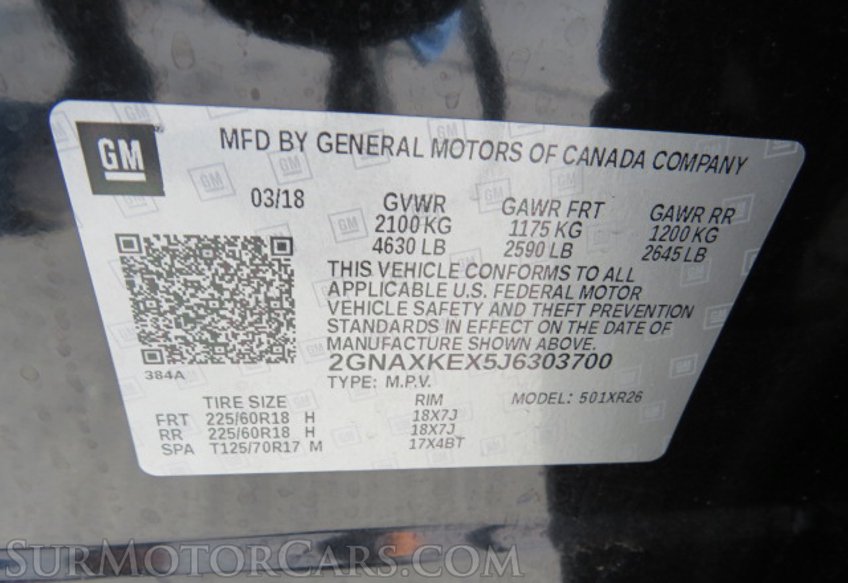 GM
MFD BY GENERAL MOTORS OF CANADA COMPANY
03/18
GVWR
2100 KG
4630 LB
GAWR FRT
1175 KG
2590 LB
GAWR RR
1200 KG
2645 LB
THIS VEHICLE CONFORMS TO ALL
APPLICABLE U.S. FEDERAL MOTOR
VEHICLE SAFETY AND THEFT PREVENTION
STANDARDS IN EFFECT ON THE DATE OF
MANUFACTURE SHOWN ABOVE.
2GNAXKEX5J6303700
TYPE: M.P.V.
MODEL: 501XR26
384A
TIRE SIZE RIM
FRT 225/60R18 H 18X7J
RR 225/60R18 H 18X7J
SPA T125/70R17 M 17X4BT
SURMOTORCARS.COM